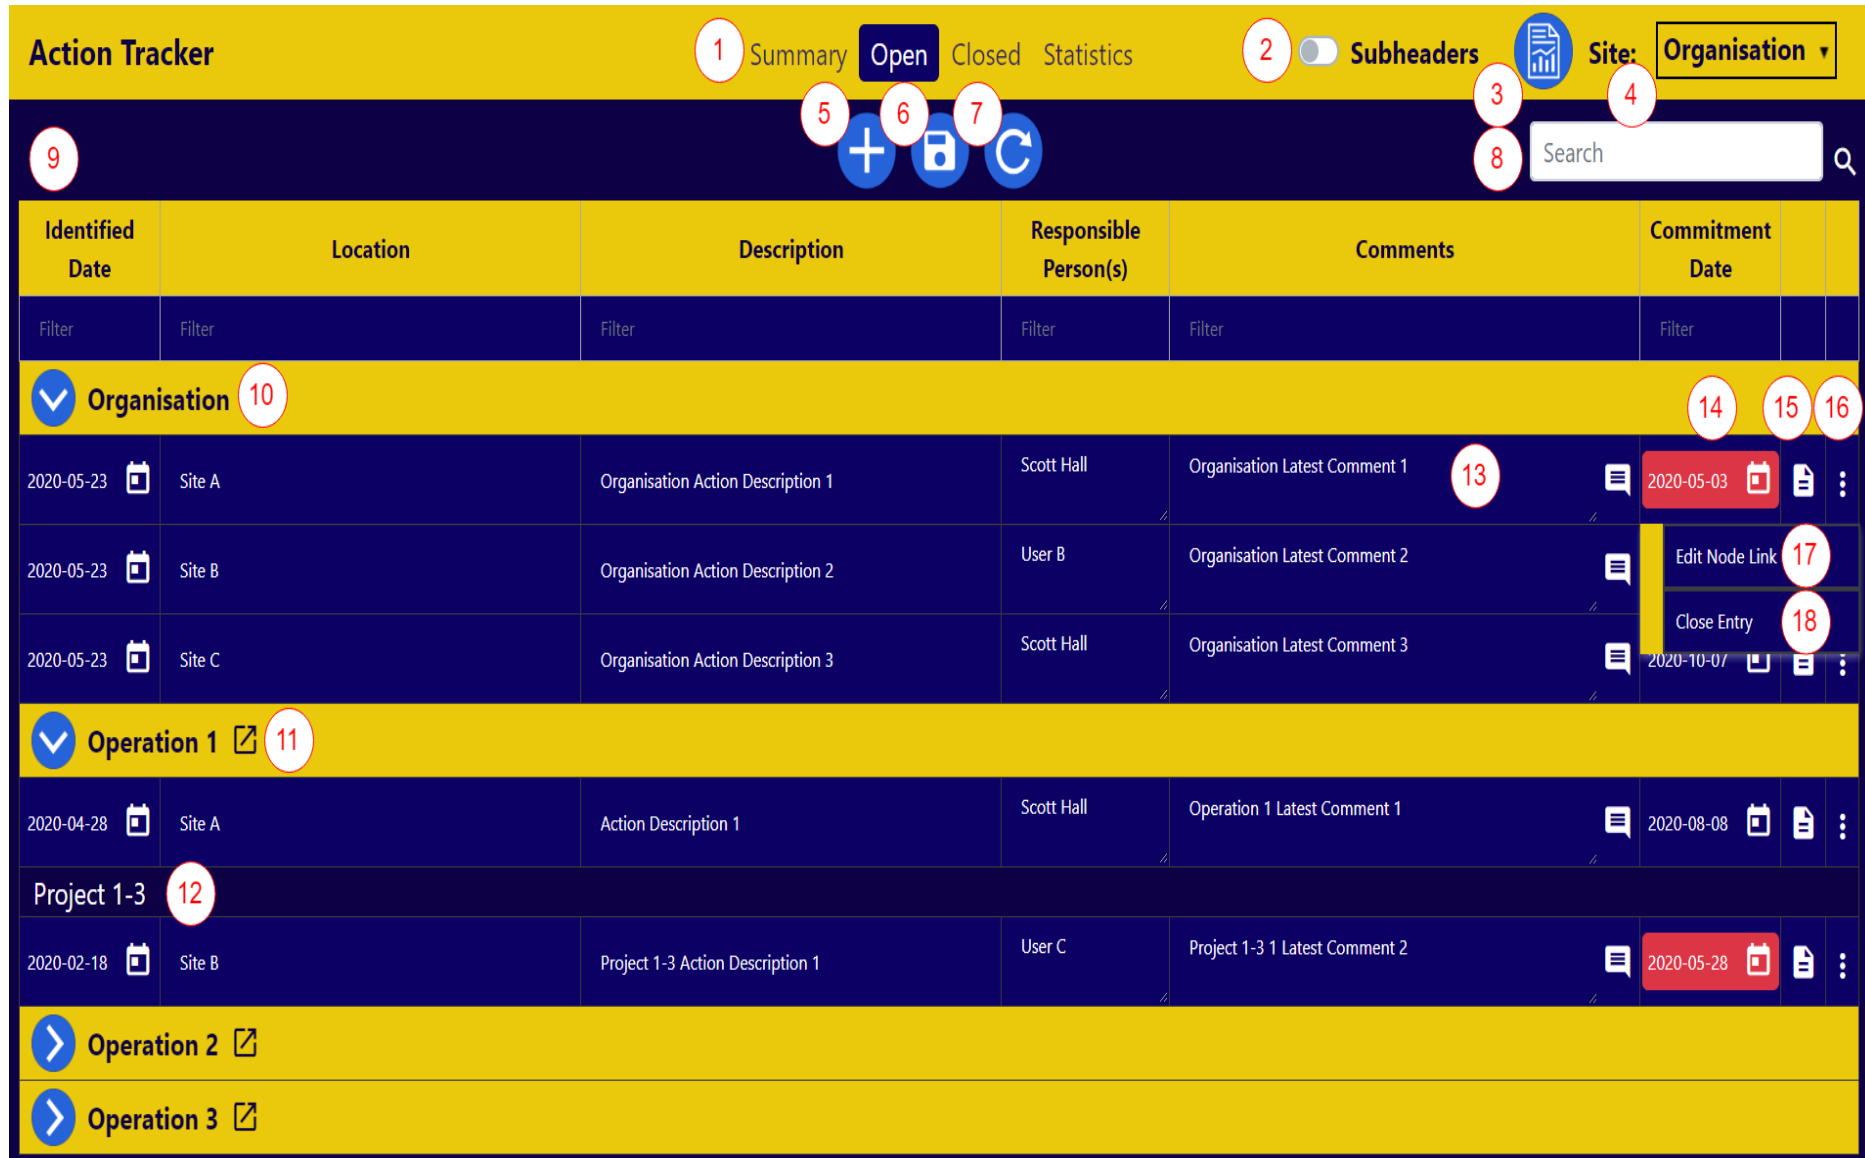 Action Tracker
1 Summary Open Closed Statistics
2 Subheaders
Site: Organisation
3 4
5 6 7
8 Search
9
Identified Date Location Description Responsible Person(s) Comments Commitment Date
Filter Filter Filter Filter Filter Filter
Organisation 10
14 15 16
2020-05-23 Site A Organisation Action Description 1 Scott Hall Organisation Latest Comment 1 13 2020-05-03
2020-05-23 Site B Organisation Action Description 2 User B Organisation Latest Comment 2
Edit Node Link 17
Close Entry 18
2020-05-23 Site C Organisation Action Description 3 Scott Hall Organisation Latest Comment 3 2020-10-07
Operation 1 11
2020-04-28 Site A Action Description 1 Scott Hall Operation 1 Latest Comment 1 2020-08-08
Project 1-3 12
2020-02-18 Site B Project 1-3 Action Description 1 User C Project 1-3 1 Latest Comment 2 2020-05-28
Operation 2
Operation 3